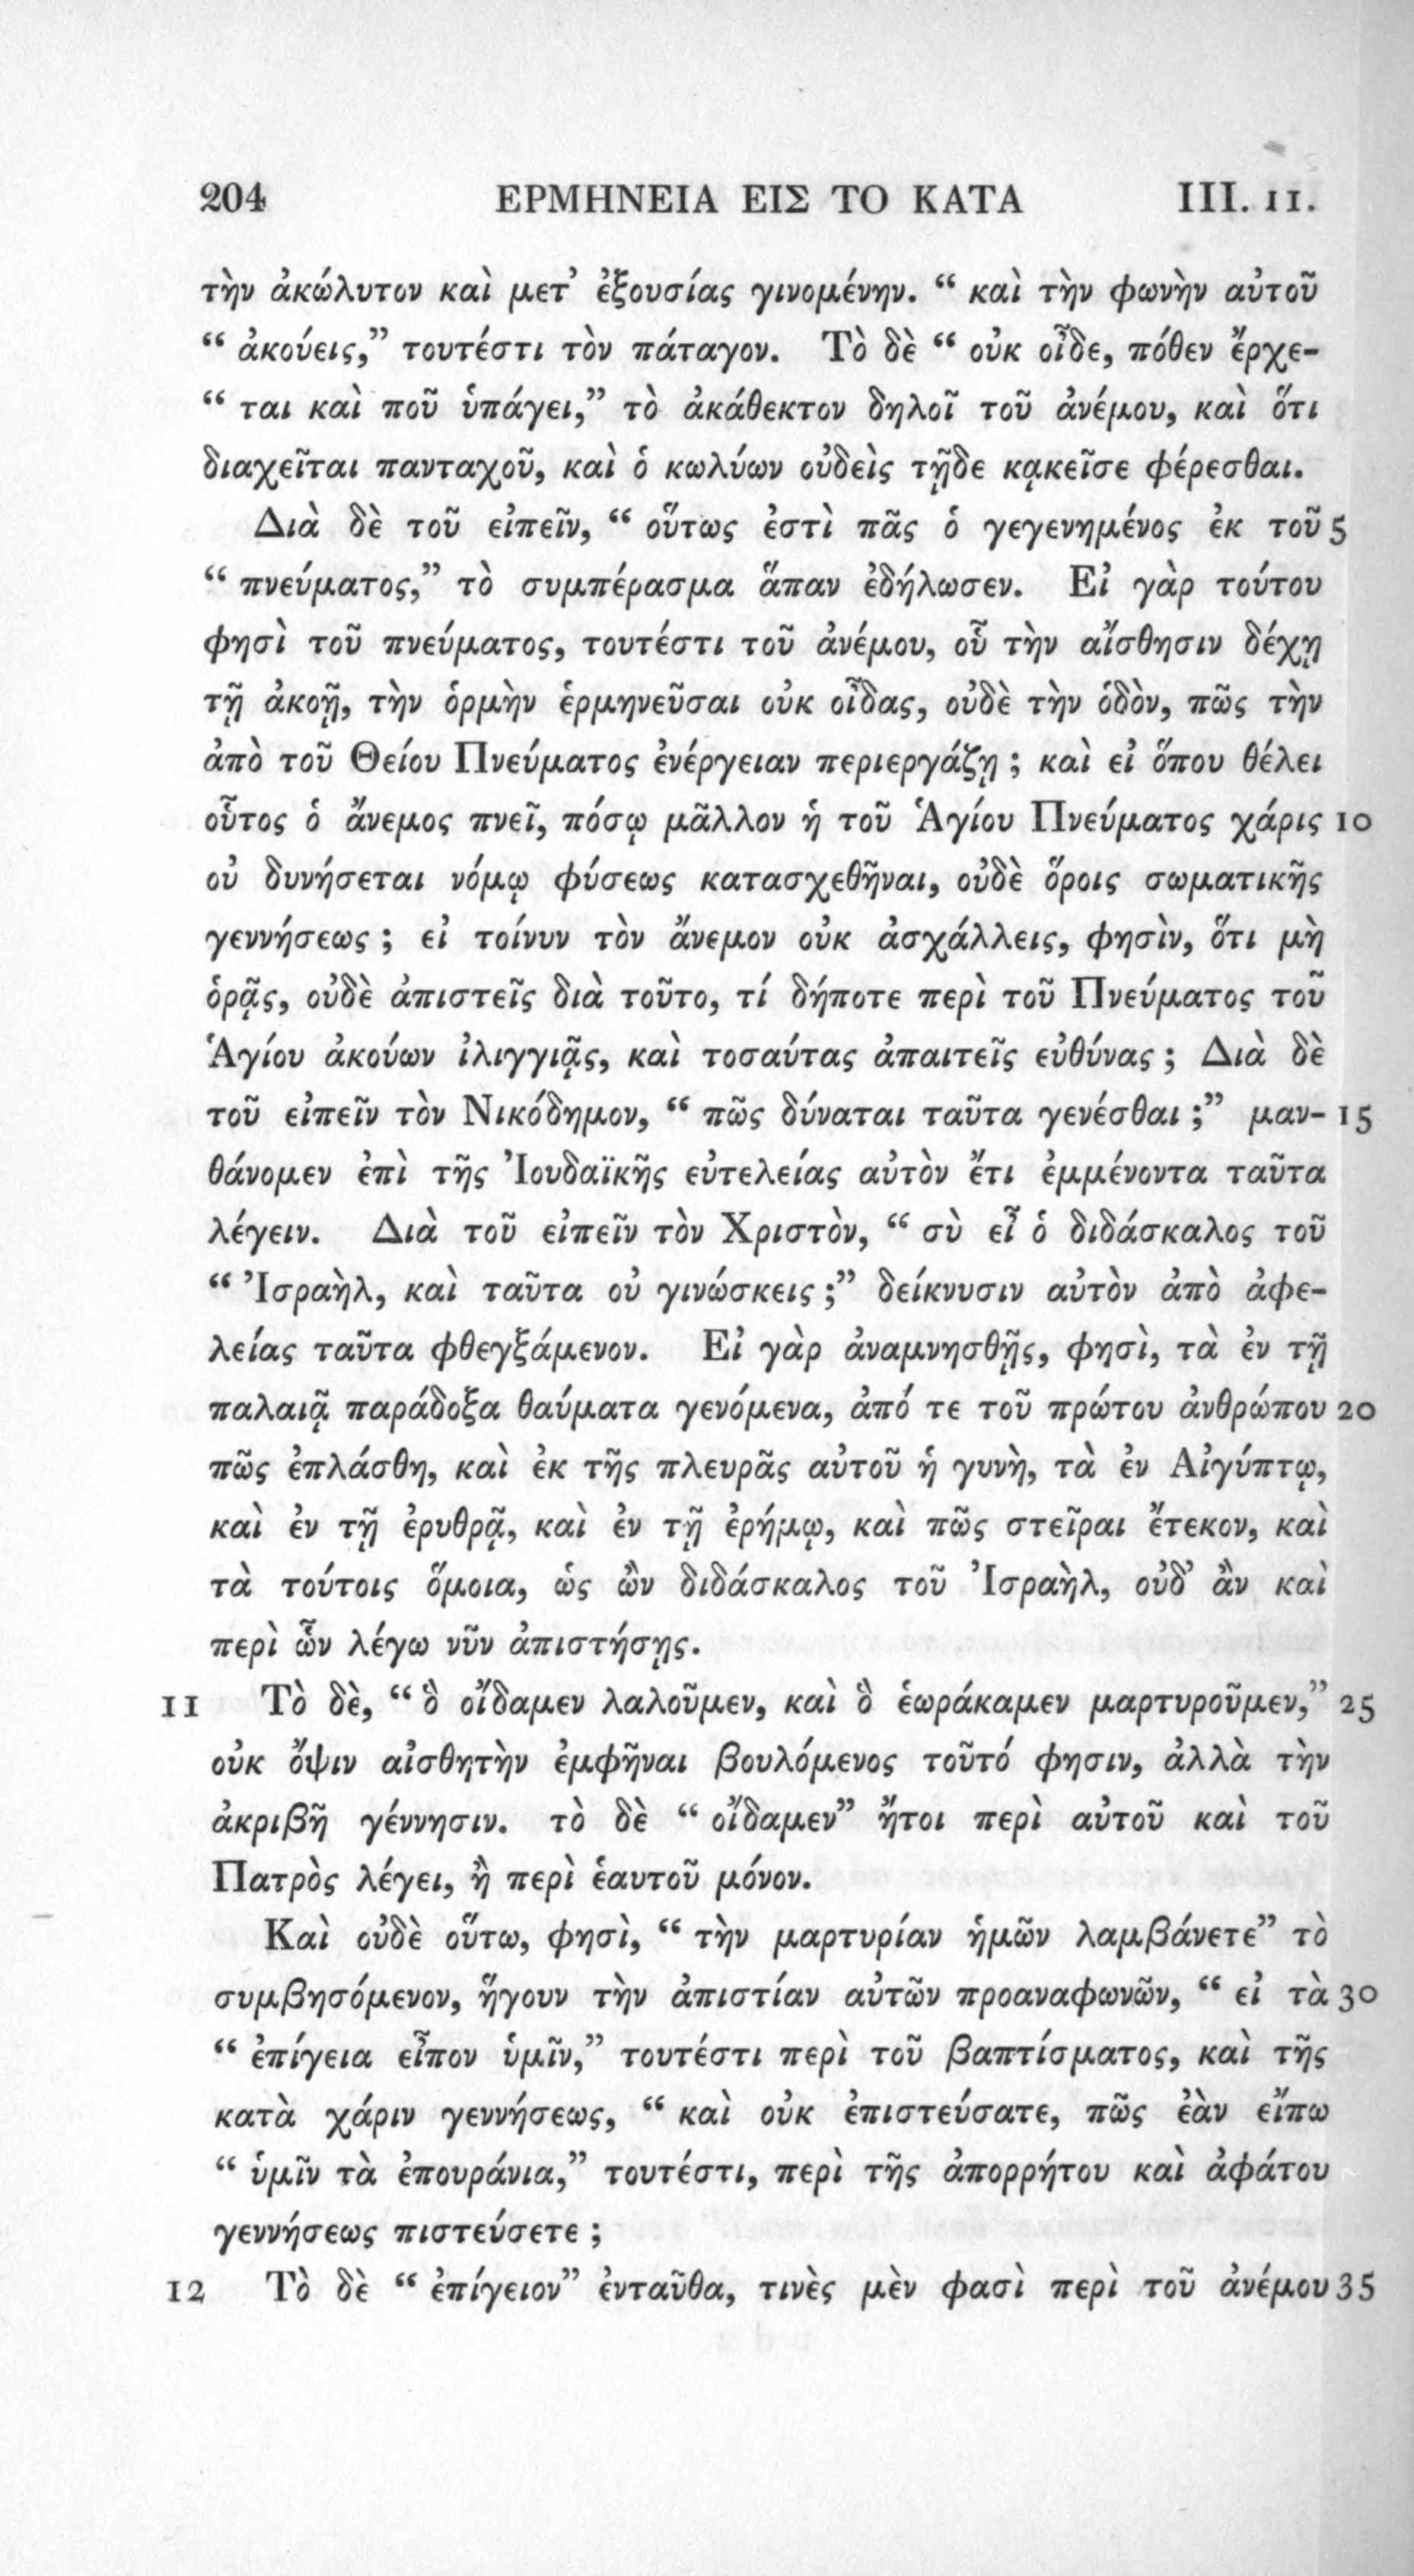 204 ΕΡΜΗΝΕΙΑ ΕΙΣ ΤΟ ΚΑΤΑ III. 11.
τὴν ἀκώλυτον καὶ μετ’ ἐξουσίας γινομένην. “ καὶ τὴν φωνὴν αὐτοῦ
“ ἀκούεις,” τουτέστι τὸν πάταγον. Τὸ δὲ “ οὐκ οἶδε, πόθεν ἔρχε-
“ ται καὶ ποῦ ὑπάγει,” τὸ ἀκάθεκτον δηλοῖ τοῦ ἀνέμου, καὶ ὅτι
διαχεῖται πανταχοῦ, καὶ ὁ κωλύων οὐδεὶς τῇδε κᾳκεῖσε φέρεσθαι.
Διὰ δὲ τοῦ εἰπεῖν, “ οὕτως ἐστὶ πᾶς ὁ γεγενημένος ἐκ τοῦ 5
“ πνεύματος,” τὸ συμπέρασμα ἅπαν ἐδήλωσεν. Εἰ γὰρ τούτου
φησὶ τοῦ πνεύματος, τουτέστι τοῦ ἀνέμου, οὗ τὴν αἴσθησιν δέχῃ
τῇ ἀκοῇ, τὴν ὁρμὴν ἑρμηνεῦσαι οὐκ οἶδας, οὐδὲ τὴν ὁδὸν, πῶς τὴν
ἀπὸ τοῦ Θείου Πνεύματος ἐνέργειαν περιεργάζῃ ; καὶ εἰ ὅπου θέλει
οὗτος ὁ ἄνεμος πνεῖ, πόσῳ μᾶλλον ἡ τοῦ Ἁγίου Πνεύματος χάρις 10
οὐ δυνήσεται νόμῳ φύσεως κατασχεθῆναι, οὐδὲ ὅροις σωματικῆς
γεννήσεως ; εἰ τοίνυν τὸν ἄνεμον οὐκ ἀσχάλλεις, φησὶν, ὅτι μὴ
ὁρᾷς, οὐδὲ ἀπιστεῖς διὰ τοῦτο, τί δήποτε περὶ τοῦ Πνεύματος τοῦ
Ἁγίου ἀκούων ἰλιγγιᾷς, καὶ τοσαύτας ἀπαιτεῖς εὐθύνας ; Διὰ δὲ
τοῦ εἰπεῖν τὸν Νικόδημον, “ πῶς δύναται ταῦτα γενέσθαι ;” μαν- 15
θάνομεν ἐπὶ τῆς Ἰουδαϊκῆς εὐτελείας αὐτὸν ἔτι ἐμμένοντα ταῦτα
λέγειν. Διὰ τοῦ εἰπεῖν τὸν Χριστὸν, “ σὺ εἶ ὁ διδάσκαλος τοῦ
“ Ἰσραὴλ, καὶ ταῦτα οὐ γινώσκεις ;” δείκνυσιν αὐτὸν ἀπὸ ἀφε-
λείας ταῦτα φθεγξάμενον. Εἰ γὰρ ἀναμνησθῇς, φησὶ, τὰ ἐν τῇ
παλαιᾷ παράδοξα θαύματα γενόμενα, ἀπό τε τοῦ πρώτου ἀνθρώπου 20
πῶς ἐπλάσθη, καὶ ἐκ τῆς πλευρᾶς αὐτοῦ ἡ γυνὴ, τὰ ἐν Αἰγύπτῳ,
καὶ ἐν τῇ ἐρυθρᾷ, καὶ ἐν τῇ ἐρήμῳ, καὶ πῶς στεῖραι ἔτεκον, καὶ
τὰ τούτοις ὅμοια, ὡς ὢν διδάσκαλος τοῦ Ἰσραὴλ, οὐδ’ ἂν καὶ
περὶ ὧν λέγω νῦν ἀπιστήσῃς.
11 Τὸ δὲ, “ ὃ οἴδαμεν λαλοῦμεν, καὶ ὃ ἑωράκαμεν μαρτυροῦμεν,” 25
οὐκ ὄψιν αἰσθητὴν ἐμφῆναι βουλόμενος τοῦτό φησιν, ἀλλὰ τὴν
ἀκριβῆ γέννησιν. τὸ δὲ “ οἴδαμεν” ἤτοι περὶ αὐτοῦ καὶ τοῦ
Πατρὸς λέγει, ἢ περὶ ἑαυτοῦ μόνον.
Καὶ οὐδὲ οὕτω, φησὶ, “ τὴν μαρτυρίαν ἡμῶν λαμβάνετε” τὸ
συμβησόμενον, ἤγουν τὴν ἀπιστίαν αὐτῶν προαναφωνῶν, “ εἰ τὰ 30
“ ἐπίγεια εἶπον ὑμῖν,” τουτέστι περὶ τοῦ βαπτίσματος, καὶ τῆς
κατὰ χάριν γεννήσεως, “ καὶ οὐκ ἐπιστεύσατε, πῶς ἐὰν εἴπω
“ ὑμῖν τὰ ἐπουράνια,” τουτέστι, περὶ τῆς ἀπορρήτου καὶ ἀφάτου
γεννήσεως πιστεύσετε ;
12 Τὸ δὲ “ ἐπίγειον” ἐνταῦθα, τινὲς μὲν φασὶ περὶ τοῦ ἀνέμου 35